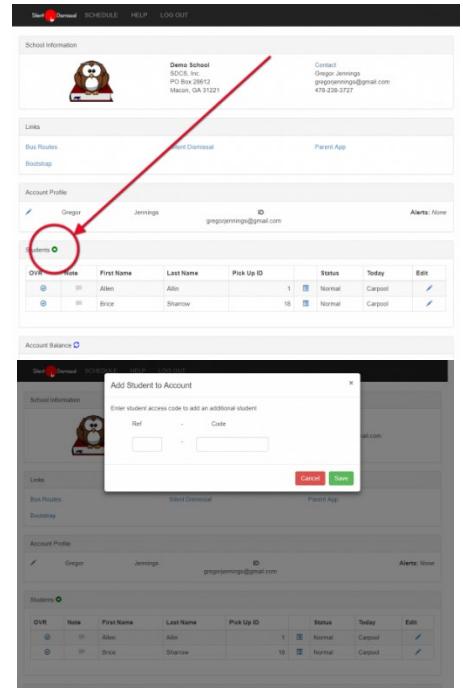 Silent Dismissal SCHEDULE HELP LOG OUT
School Information
Demo School
SDCS, Inc.
PO Box 28612
Macon, GA 31221
Contact
Gregor Jennings
gregorjennings@gmail.com
478-238-3727
Links
Bus Routes Silent Dismissal Parent App
Bootstrap
Account Profile
Gregor Jennings ID Alerts: None
gregorjennings@gmail.com
Students
OVR Note First Name Last Name Pick Up ID Status Today Edit
Allen Allin 1 Normal Carpool
Brice Sharrow 18 Normal Carpool
Account Balance
Silent Dismissal SCHEDULE HELP LOG OUT
Add Student to Account ×
Enter student access code to add an additional student
Ref - Code
-
Cancel Save
School Information
ail.com
Links
Bus Routes Silent Dismissal Parent App
Bootstrap
Account Profile
Gregor Jennings ID Alerts: None
gregorjennings@gmail.com
Students
OVR Note First Name Last Name Pick Up ID Status Today Edit
Allen Allin 1 Normal Carpool
Brice Sharrow 18 Normal Carpool